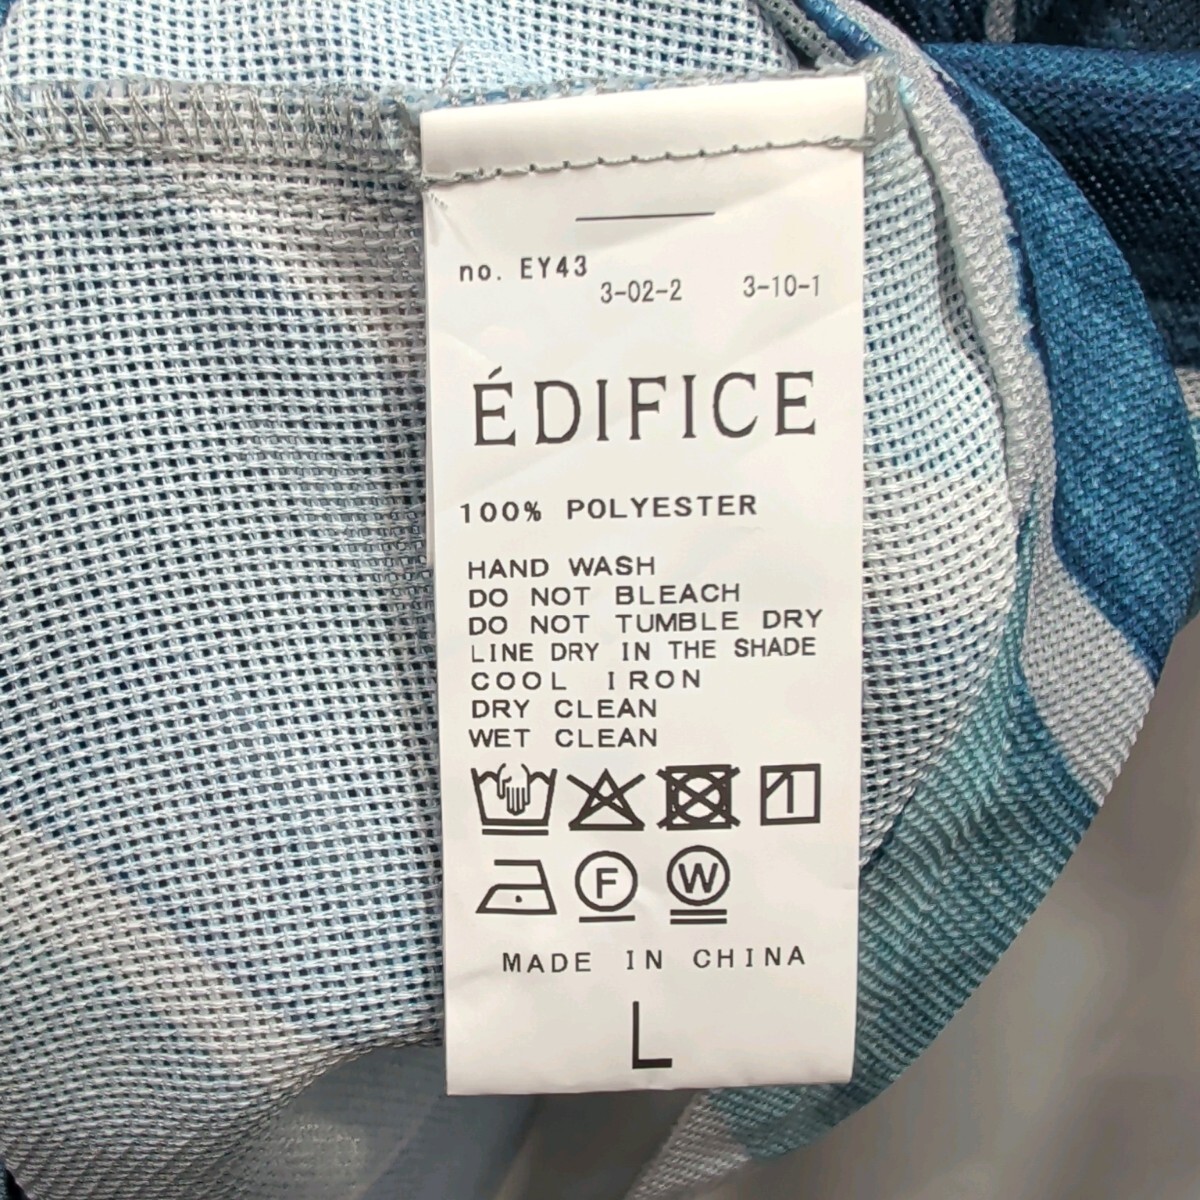 no. EY43
3-02-2 3-10-1
ÉDIFICE
100% POLYESTER
HAND WASH
DO NOT BLEACH
DO NOT TUMBLE DRY
LINE DRY IN THE SHADE
COOL IRON
DRY CLEAN
WET CLEAN
F W
MADE IN CHINA
L